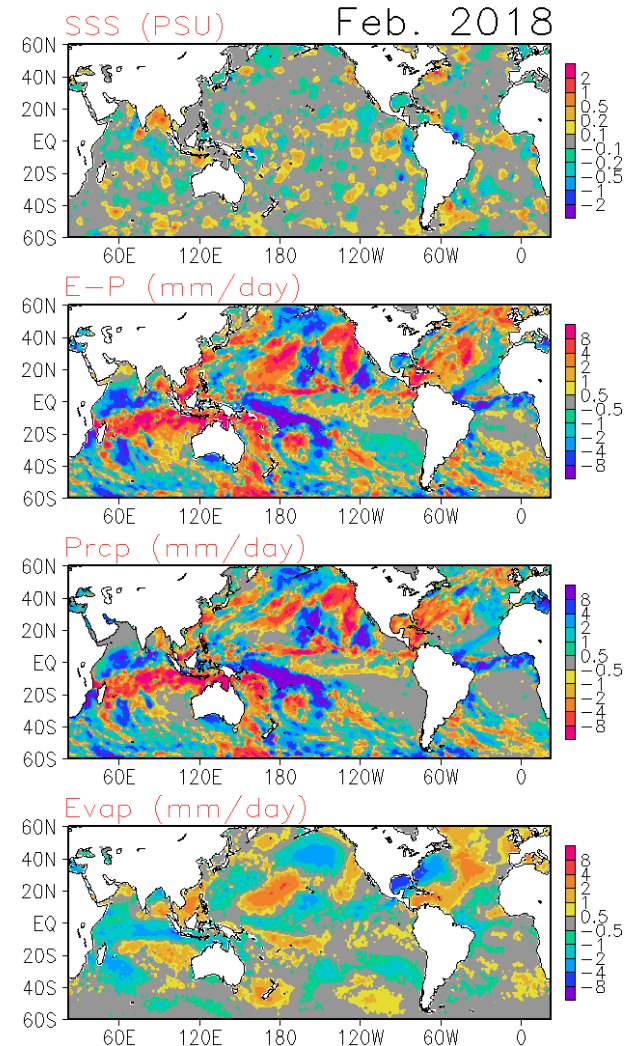 SSS (PSU) Feb. 2018
60N
40N
20N
EQ
20S
40S
60S
60E 120E 180 120W 60W 0
2
1
0.5
0.2
0.1
-0.1
-0.2
-0.5
-1
-2
E-P (mm/day)
60N
40N
20N
EQ
20S
40S
60S
60E 120E 180 120W 60W 0
8
4
2
1
0.5
-0.5
-1
-2
-4
-8
Prcp (mm/day)
60N
40N
20N
EQ
20S
40S
60S
60E 120E 180 120W 60W 0
8
4
2
1
0.5
-0.5
-1
-2
-4
-8
Evap (mm/day)
60N
40N
20N
EQ
20S
40S
60S
60E 120E 180 120W 60W 0
8
4
2
1
0.5
-0.5
-1
-2
-4
-8